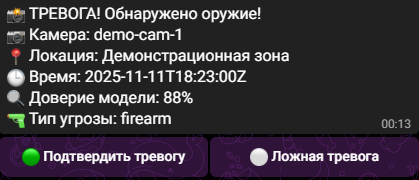 📸 ТРЕВОГА! Обнаружено оружие!
📷 Камера: demo-cam-1
📍 Локация: Демонстрационная зона
🕒 Время: 2025-11-11T18:23:00Z
🔍 Доверие модели: 88%
🔫 Тип угрозы: firearm
00:13
🟢 Подтвердить тревогу
⚪ Ложная тревога